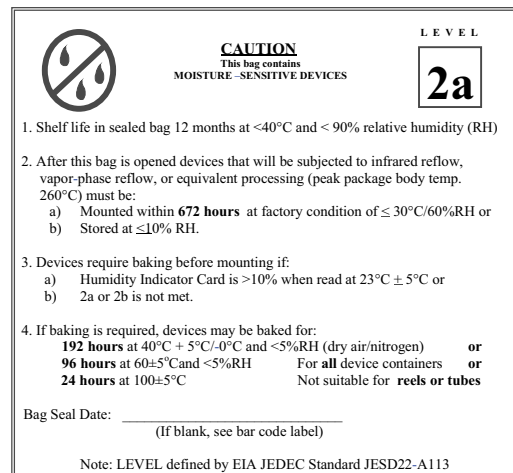 LEVEL
CAUTION
This bag contains
MOISTURE –SENSITIVE DEVICES
2a
1. Shelf life in sealed bag 12 months at <40°C and < 90% relative humidity (RH)
2. After this bag is opened devices that will be subjected to infrared reflow,
vapor-phase reflow, or equivalent processing (peak package body temp.
260°C) must be:
a) Mounted within 672 hours at factory condition of ≤ 30°C/60%RH or
b) Stored at ≤10% RH.
3. Devices require baking before mounting if:
a) Humidity Indicator Card is >10% when read at 23°C ± 5°C or
b) 2a or 2b is not met.
4. If baking is required, devices may be baked for:
192 hours at 40°C + 5°C/-0°C and <5%RH (dry air/nitrogen) or
96 hours at 60±5°Cand <5%RH For all device containers or
24 hours at 100±5°C Not suitable for reels or tubes
Bag Seal Date: ________________________________
(If blank, see bar code label)
Note: LEVEL defined by EIA JEDEC Standard JESD22-A113